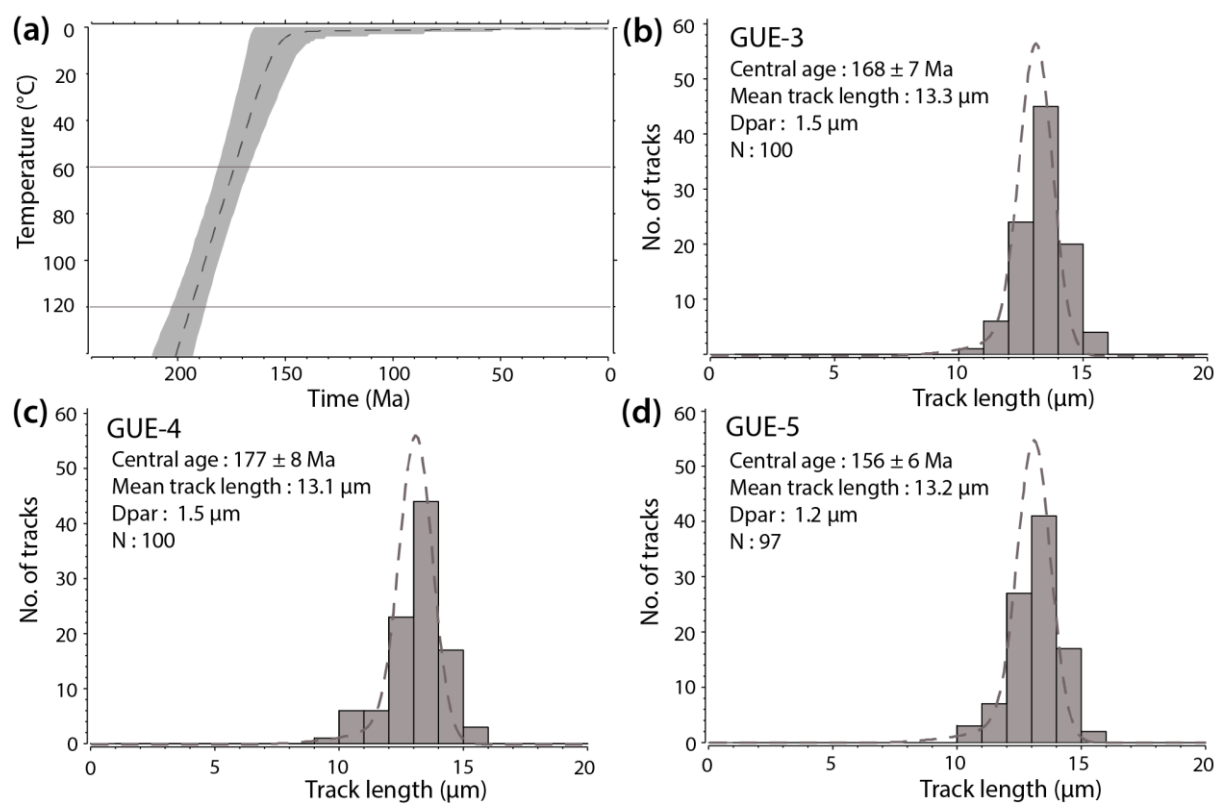 (a)
0
20
40
60
80
100
120
Temperature (°C)
200
150
100
50
0
Time (Ma)
(b)
GUE-3
Central age : 168 ± 7 Ma
Mean track length : 13.3 µm
Dpar : 1.5 µm
N : 100
60
50
40
30
20
10
No. of tracks
0
5
10
15
20
Track length (µm)
(c)
GUE-4
Central age : 177 ± 8 Ma
Mean track length : 13.1 µm
Dpar : 1.5 µm
N : 100
60
50
40
30
20
10
0
No. of tracks
0
5
10
15
20
Track length (µm)
(d)
GUE-5
Central age : 156 ± 6 Ma
Mean track length : 13.2 µm
Dpar : 1.2 µm
N : 97
60
50
40
30
20
10
0
No. of tracks
0
5
10
15
20
Track length (µm)